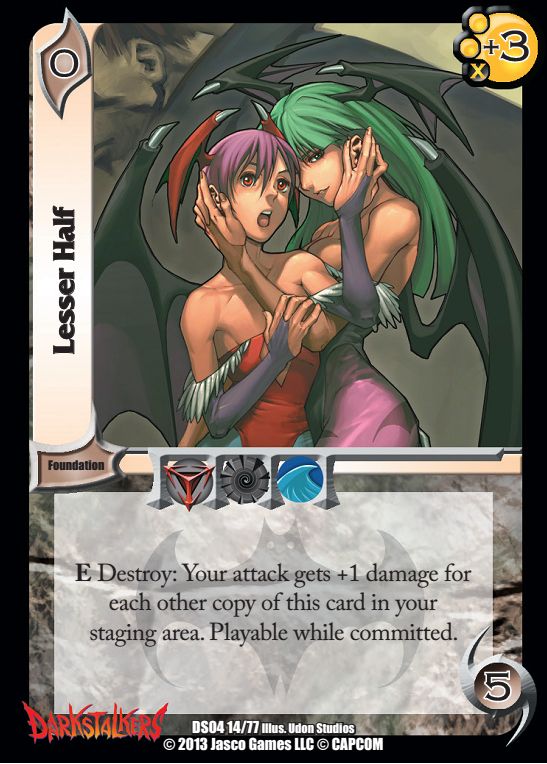 0
+3
X
Lesser Half
Foundation
E Destroy: Your attack gets +1 damage for
each other copy of this card in your
staging area. Playable while committed.
5
DARKSTALKERS
DS04 14/77 Illus. Udon Studios
© 2013 Jasco Games LLC © CAPCOM